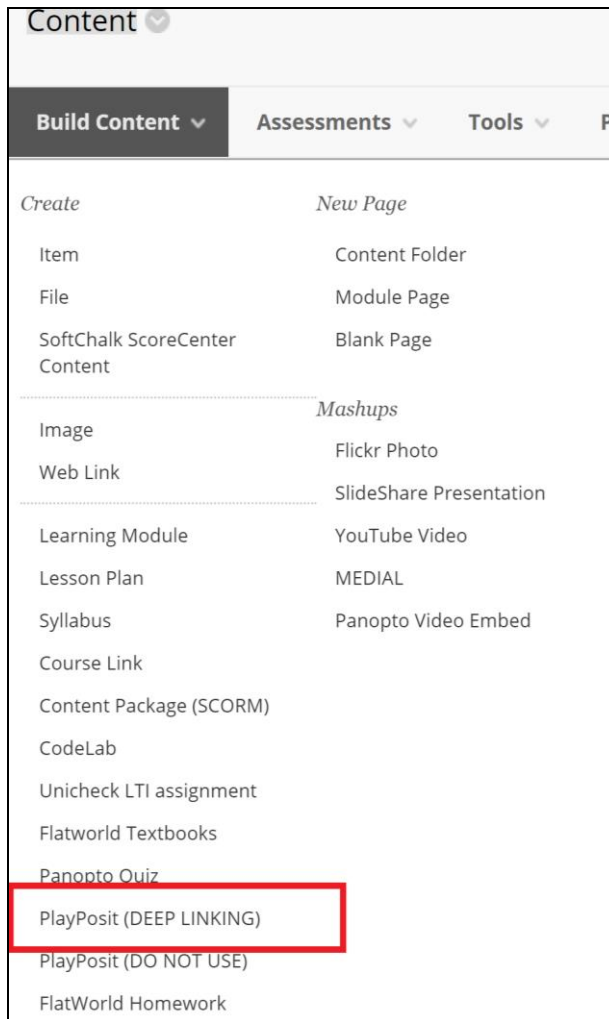 Content
Build Content
Assessments
Tools
Create
Item
File
SoftChalk ScoreCenter
Content
Image
Web Link
Learning Module
Lesson Plan
Syllabus
Course Link
Content Package (SCORM)
CodeLab
Unicheck LTI assignment
Flatworld Textbooks
Panopto Quiz
PlayPosit (DEEP LINKING)
PlayPosit (DO NOT USE)
FlatWorld Homework
New Page
Content Folder
Module Page
Blank Page
Mashups
Flickr Photo
SlideShare Presentation
YouTube Video
MEDIAL
Panopto Video Embed